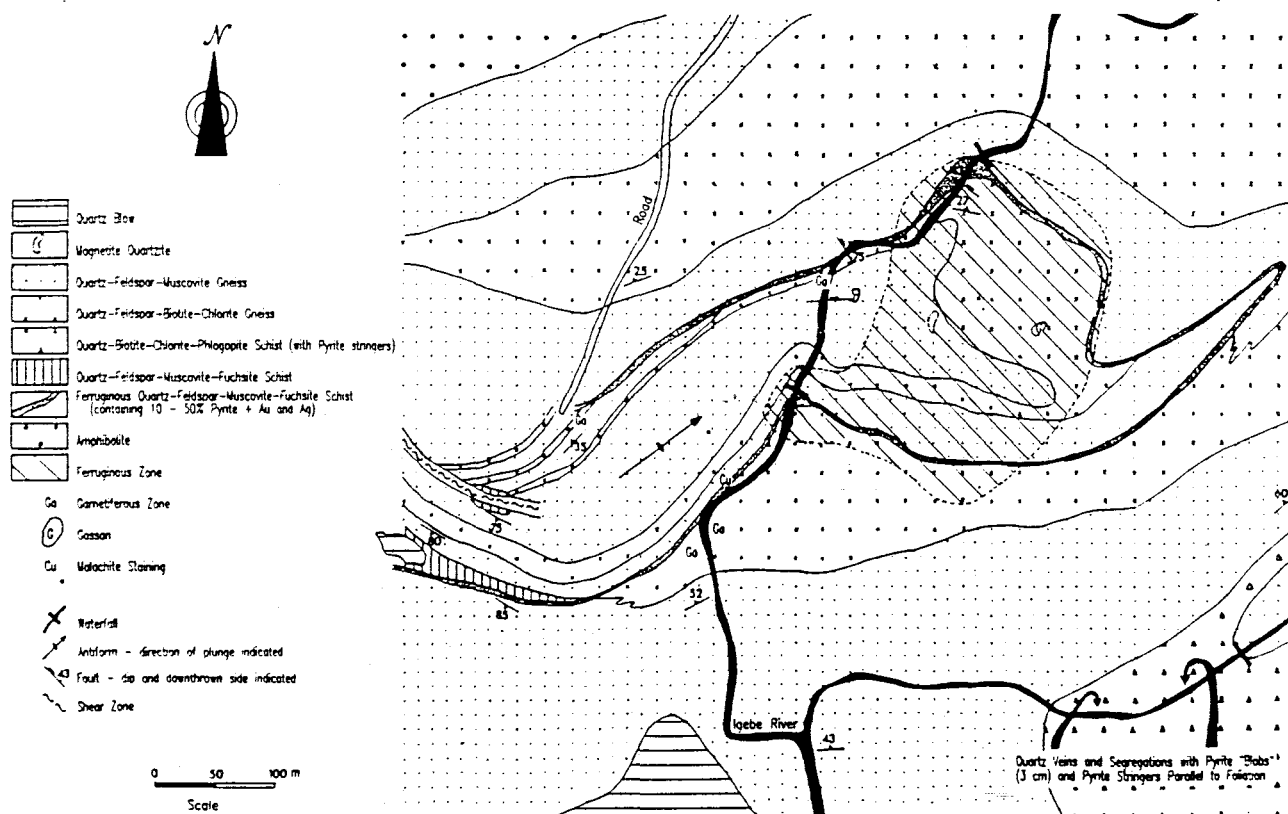 N
Quartz Blow
Magnetite Quartzite
Quartz-Feldspar-Muscovite Gneiss
Quartz-Feldspar-Biotite-Chlorite Gneiss
Quartz-Biotite-Chlorite-Phlogopite Schist (with Pyrite stringers)
Quartz-Feldspar-Muscovite-Fuchsite Schist
Ferruginous Quartz-Feldspar-Muscovite-Fuchsite Schist
(containing 10 - 50% Pyrite + Au and Ag)
Amphibolite
Ferruginous Zone
Ga Garnetiferous Zone
G Gossan
Cu Malachite Staining
Waterfall
Antiform - direction of plunge indicated
43 Fault - dip and downthrown side indicated
Shear Zone
0 50 100 m
Scale
Road
25
27
75
Ga
G
Ga
35
75
80
85
Cu
Ga
Ga
52
Igebe River
43
Quartz Veins and Segregations with Pyrite "Blobs"
(3 cm) and Pyrite Stringers Parallel to Foliation